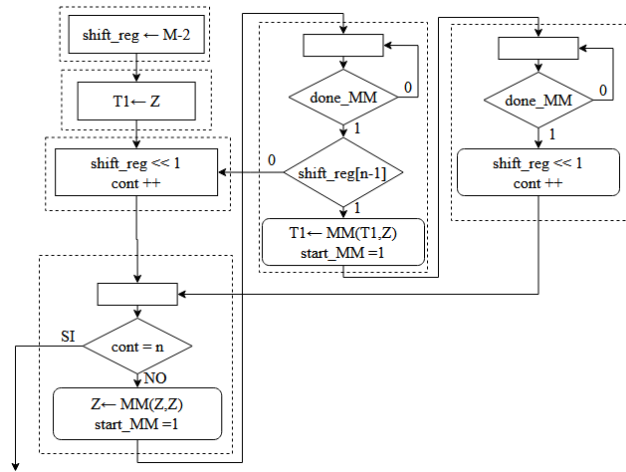 shift_reg ← M-2
T1← Z
shift_reg << 1
cont ++
SI
cont = n
NO
Z← MM(Z,Z)
start_MM =1
done_MM
0
1
0
shift_reg[n-1]
1
T1← MM(T1,Z)
start_MM =1
done_MM
0
1
shift_reg << 1
cont ++